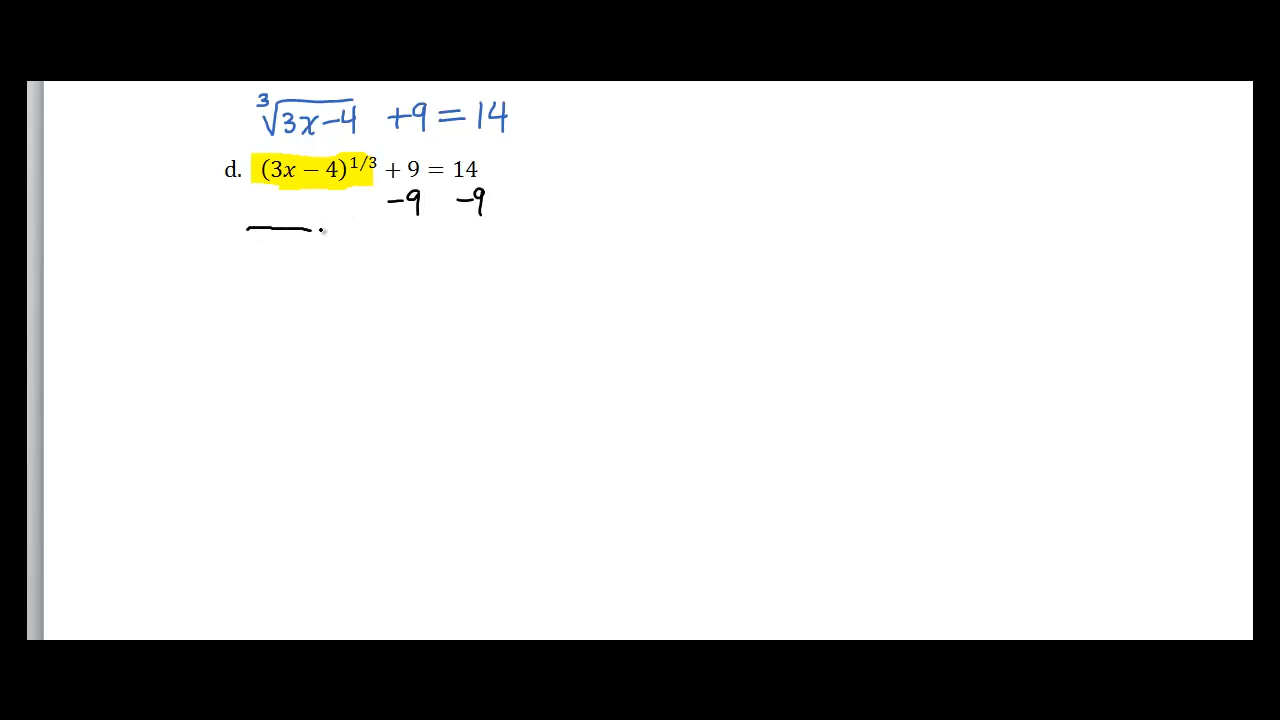 ∛(3x−4) +9 = 14
d. (3x − 4)^{1/3} + 9 = 14
−9 −9